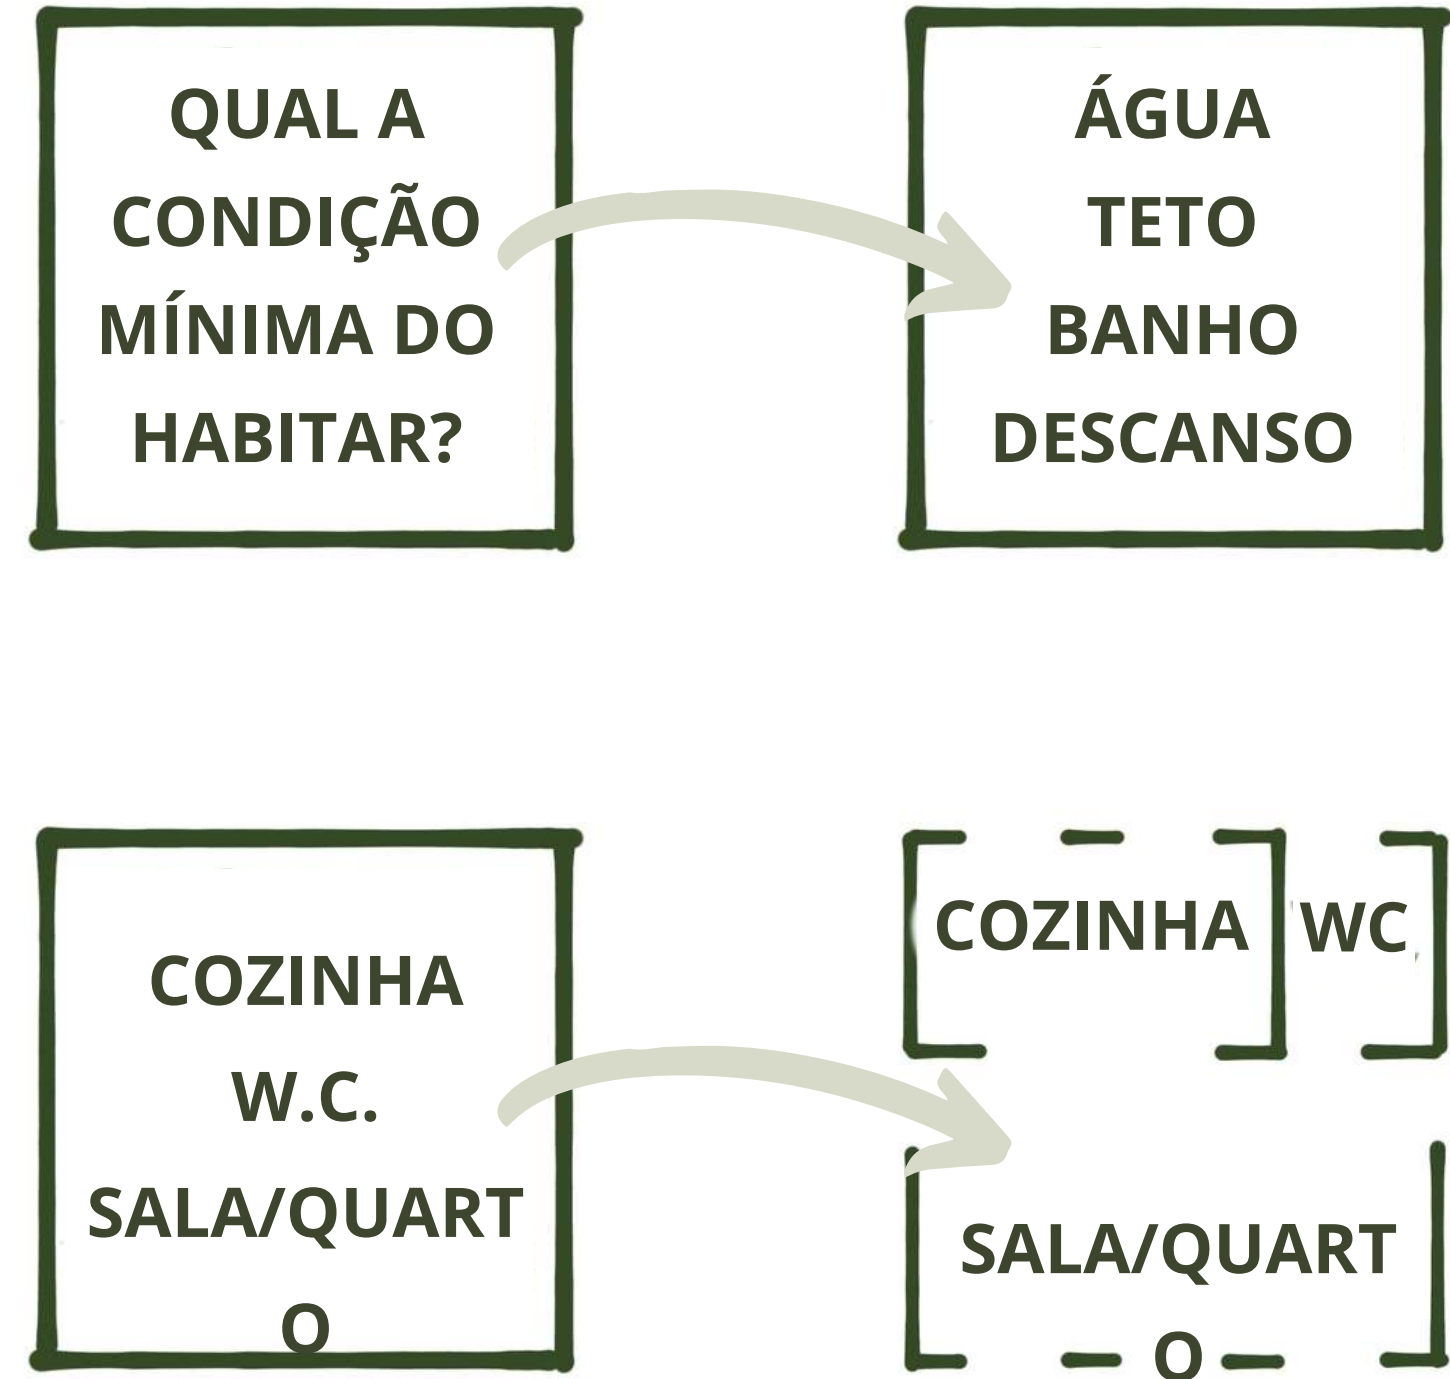 QUAL A
CONDIÇÃO
MÍNIMA DO
HABITAR?
ÁGUA
TETO
BANHO
DESCANSO
COZINHA
W.C.
SALA/QUART
O
COZINHA
WC
SALA/QUART
O